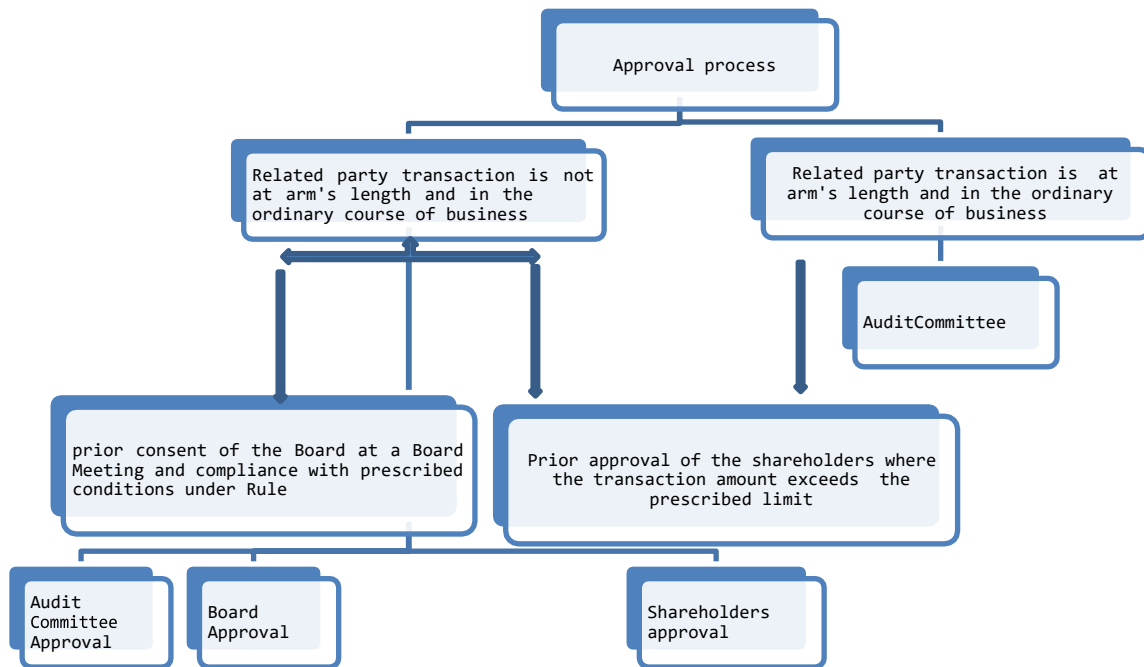 Approval process
Related party transaction is not
at arm's length and in the
ordinary course of business
Related party transaction is at
arm's length and in the ordinary
course of business
AuditCommittee
prior consent of the Board at a Board
Meeting and compliance with prescribed
conditions under Rule
Prior approval of the shareholders where
the transaction amount exceeds the
prescribed limit
Audit
Committee
Approval
Board
Approval
Shareholders
approval